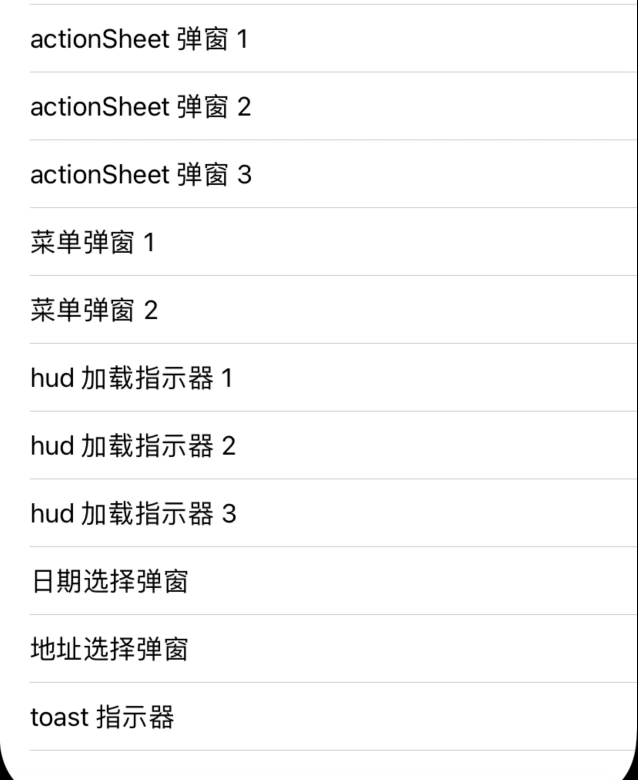 actionSheet 弹窗 1
actionSheet 弹窗 2
actionSheet 弹窗 3
菜单弹窗 1
菜单弹窗 2
hud 加载指示器 1
hud 加载指示器 2
hud 加载指示器 3
日期选择弹窗
地址选择弹窗
toast 指示器